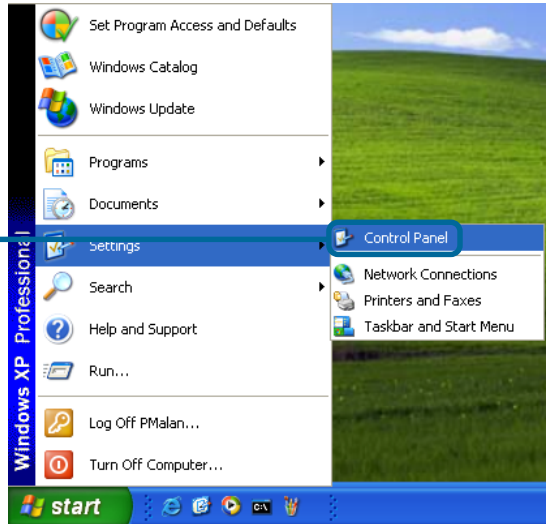 Set Program Access and Defaults
Windows Catalog
Windows Update
Programs
Documents
Settings
Search
Help and Support
Run...
Log Off PMalan...
Turn Off Computer...
Control Panel
Network Connections
Printers and Faxes
Taskbar and Start Menu
Windows XP Professional
start